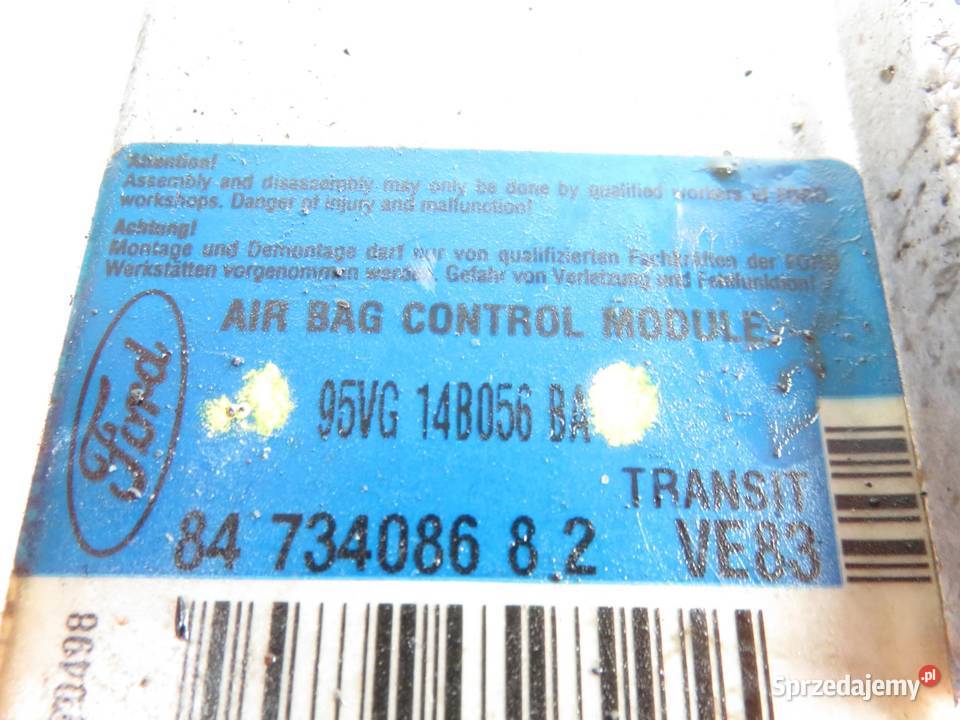 Attention!
Assembly and disassembly may only be done by qualified workers of FORD
workshops. Danger of injury and malfunction!
Achtung!
Montage und Demontage darf nur von qualifizierten Fachkräften der FORD
Werkstätten vorgenommen werden. Gefahr von Verletzung und Fehlfunktion!
AIR BAG CONTROL MODULE
Ford
95VG 14B056 BA
TRANSIT
84 734086 8 2 VE83
0498
Sprzedajemy.pl